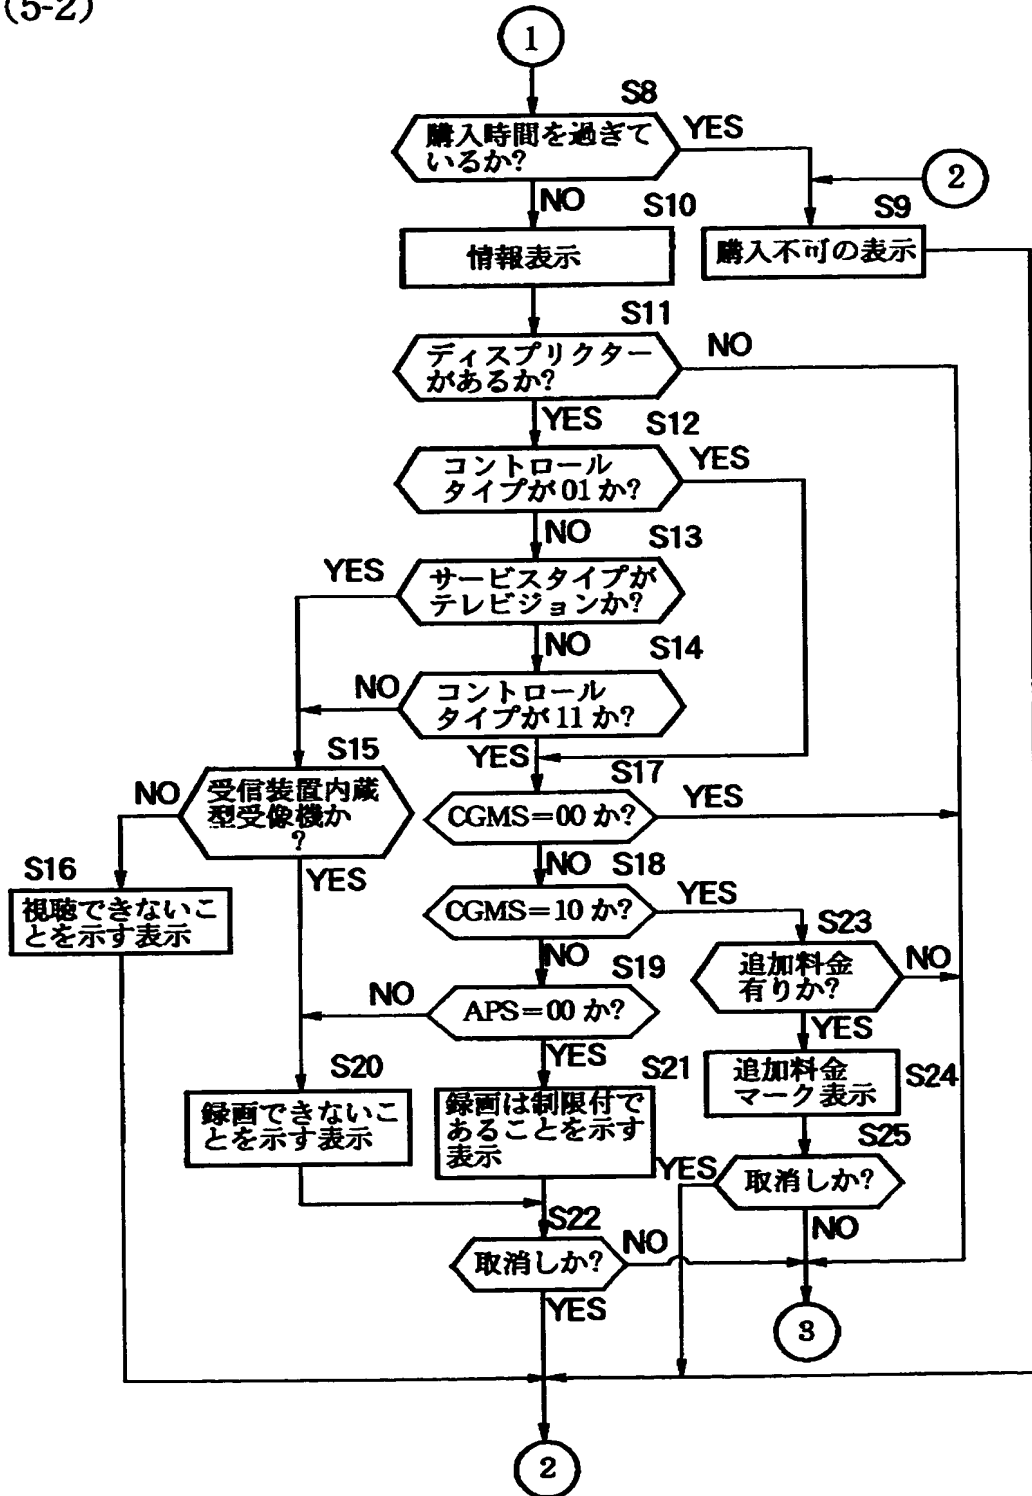 (5-2)
1
S8
購入時間を過ぎて
いるか?
YES
2
NO
S10
S9
情報表示
購入不可の表示
S11
ディスプリクター
があるか?
NO
YES
S12
コントロール
タイプが01か?
YES
NO
S13
YES
サービスタイプが
テレビジョンか?
NO
S14
NO
コントロール
タイプが11か?
YES
S15
S17
NO
受信装置内蔵
型受像機か
?
CGMS=00か?
YES
S16
YES
NO
S18
視聴できないこ
とを示す表示
CGMS=10か?
YES
S23
NO
S19
追加料金
有りか?
NO
NO
APS=00か?
YES
S20
YES
S21
追加料金
マーク表示
S24
録画できないこ
とを示す表示
録画は制限付で
あることを示す
表示
S25
YES
取消しか?
S22
NO
取消しか?
NO
YES
3
2